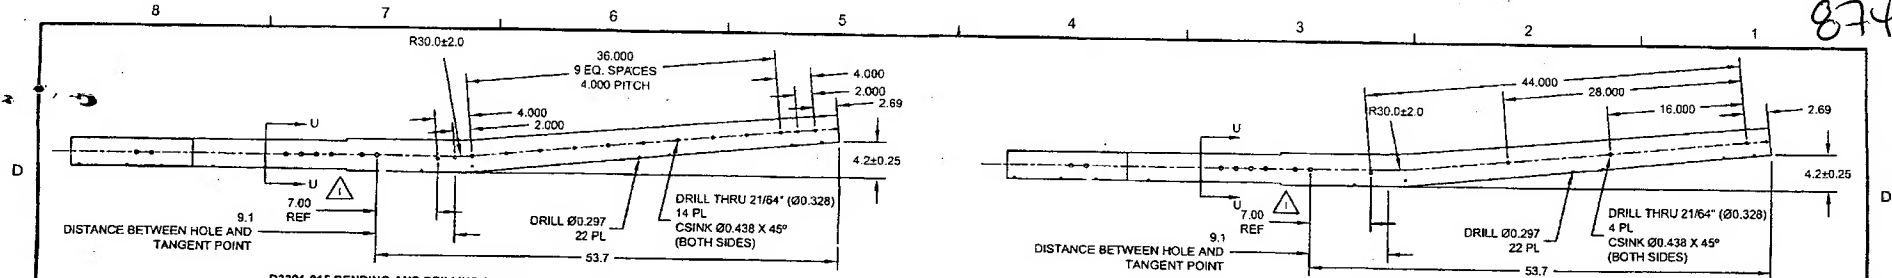 8 7 6 5 4 3 2 1
874
R30.0±2.0
36.000
9 EQ. SPACES
4.000 PITCH
4.000
2.000
2.69
4.000
2.000
U
U
1
4.2±0.25
D
7.00
REF
9.1
DISTANCE BETWEEN HOLE AND
TANGENT POINT
DRILL Ø0.297
22 PL
DRILL THRU 21/64" (Ø0.328)
14 PL
CSINK Ø0.438 X 45º
(BOTH SIDES)
53.7
44.000
28.000
16.000
2.69
R30.0±2.0
U
U
1
4.2±0.25
D
7.00
REF
9.1
DISTANCE BETWEEN HOLE AND
TANGENT POINT
DRILL Ø0.297
22 PL
DRILL THRU 21/64" (Ø0.328)
4 PL
CSINK Ø0.438 X 45º
(BOTH SIDES)
53.7